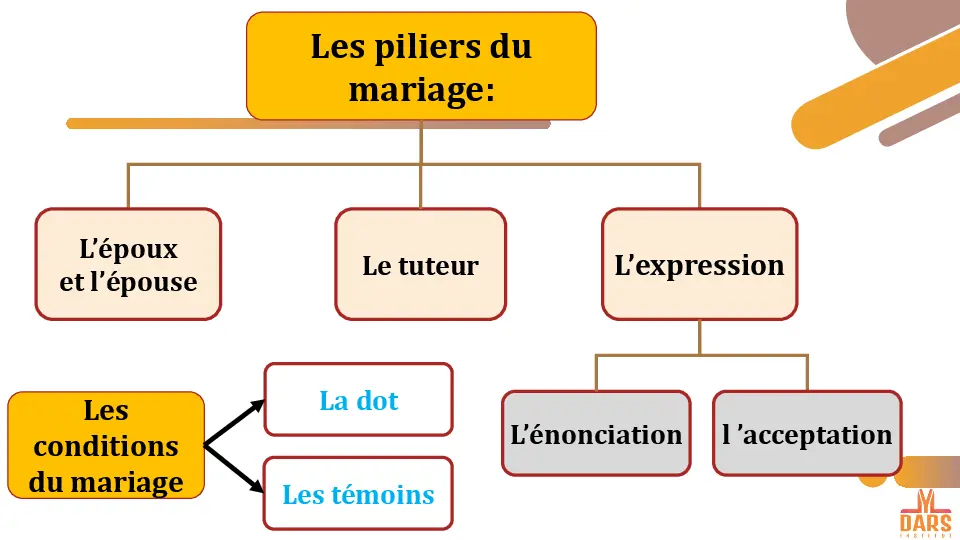 Les piliers du
mariage:
L’époux
et l’épouse
Le tuteur
L’expression
L’énonciation
l ’acceptation
Les
conditions
du mariage
La dot
Les témoins
DARS
INSTITUT